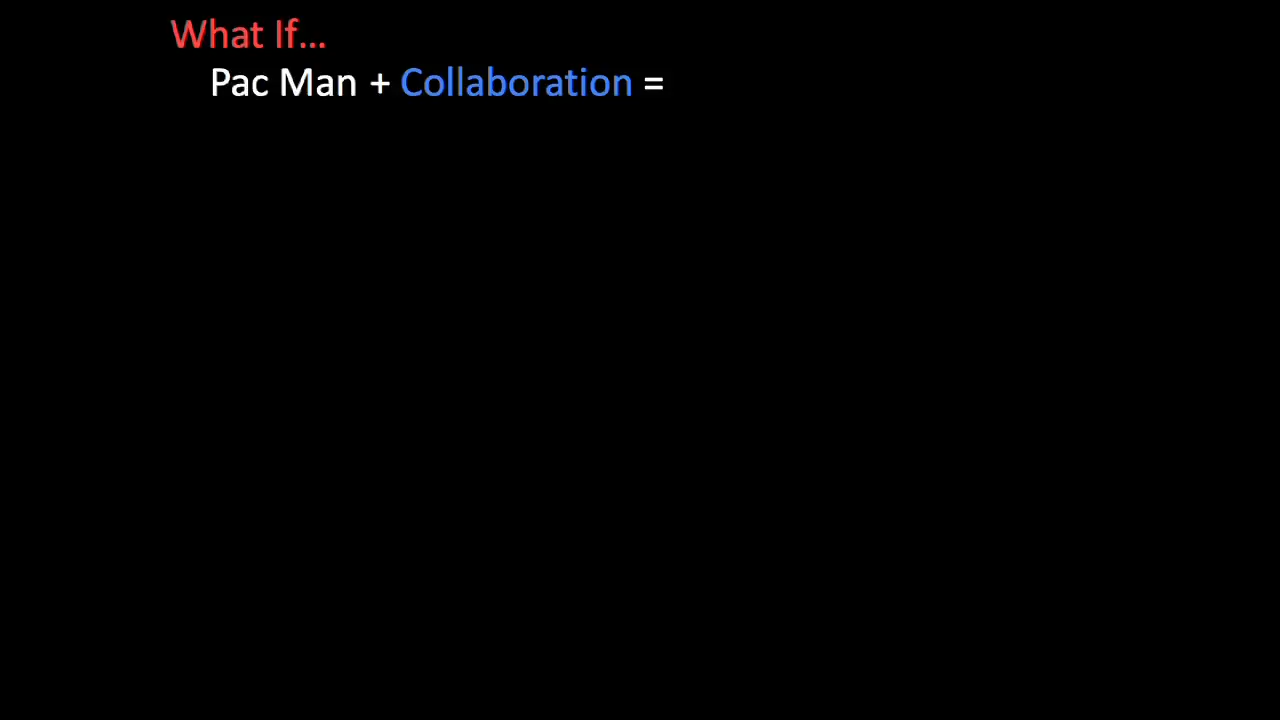 What If...
Pac Man + Collaboration =